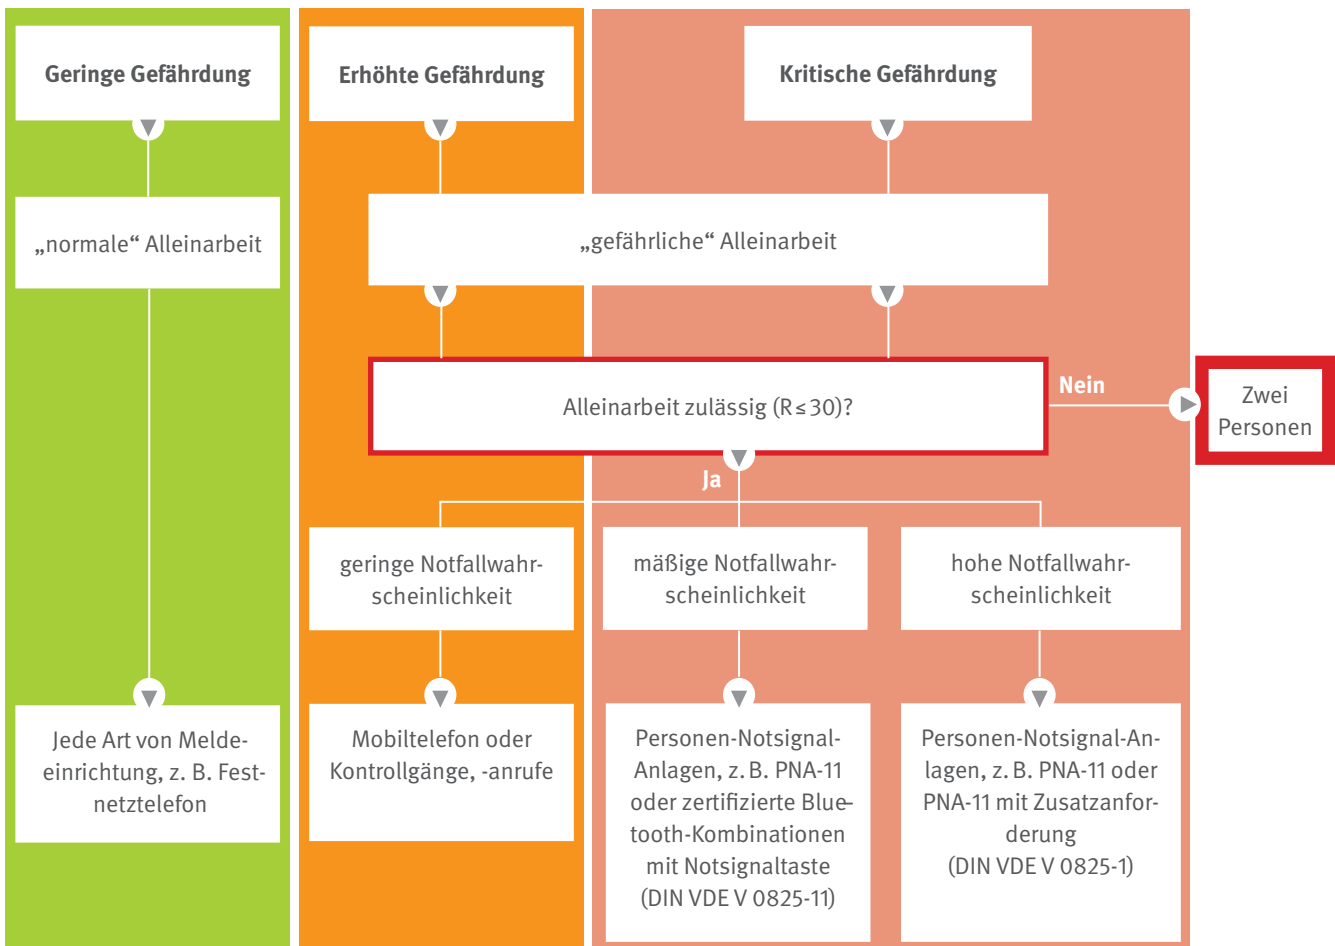 Geringe Gefährdung
Erhöhte Gefährdung
Kritische Gefährdung
„normale“ Alleinarbeit
„gefährliche“ Alleinarbeit
Alleinarbeit zulässig (R ≤ 30)?
Nein
Zwei
Personen
Ja
geringe Notfallwahr-
scheinlichkeit
mäßige Notfallwahr-
scheinlichkeit
hohe Notfallwahr-
scheinlichkeit
Jede Art von Melde-
einrichtung, z. B. Fest-
netztelefon
Mobiltelefon oder
Kontrollgänge, -anrufe
Personen-Notsignal-
Anlagen, z. B. PNA-11
oder zertifizierte Blue-
tooth-Kombinationen
mit Notsignaltaste
(DIN VDE V 0825-11)
Personen-Notsignal-An-
lagen, z. B. PNA-11 oder
PNA-11 mit Zusatzanfor-
derung
(DIN VDE V 0825-1)